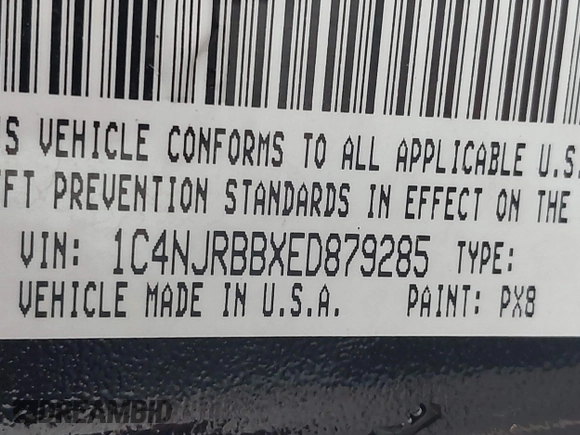 S VEHICLE CONFORMS TO ALL APPLICABLE U.S.
FT PREVENTION STANDARDS IN EFFECT ON THE
VIN: 1C4NJRBBXED879285 TYPE:
VEHICLE MADE IN U.S.A. PAINT: PX8
DREAMBID